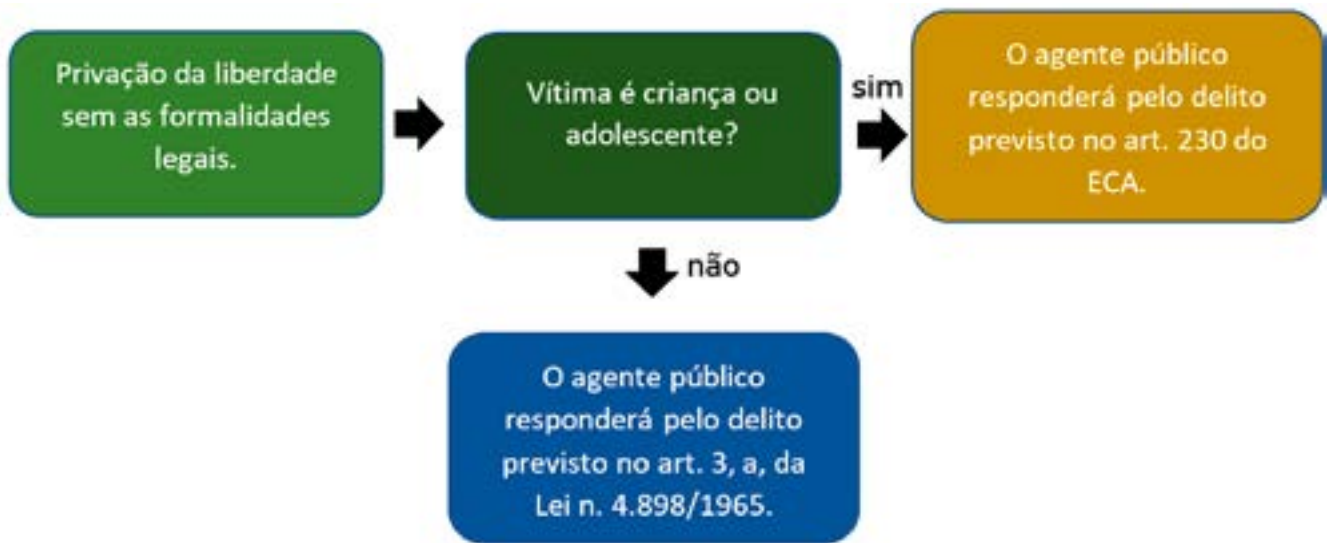 Privação da liberdade
sem as formalidades
legais.
Vítima é criança ou
adolescente?
sim
O agente público
responderá pelo delito
previsto no art. 230 do
ECA.
não
O agente público
responderá pelo delito
previsto no art. 3, a, da
Lei n. 4.898/1965.